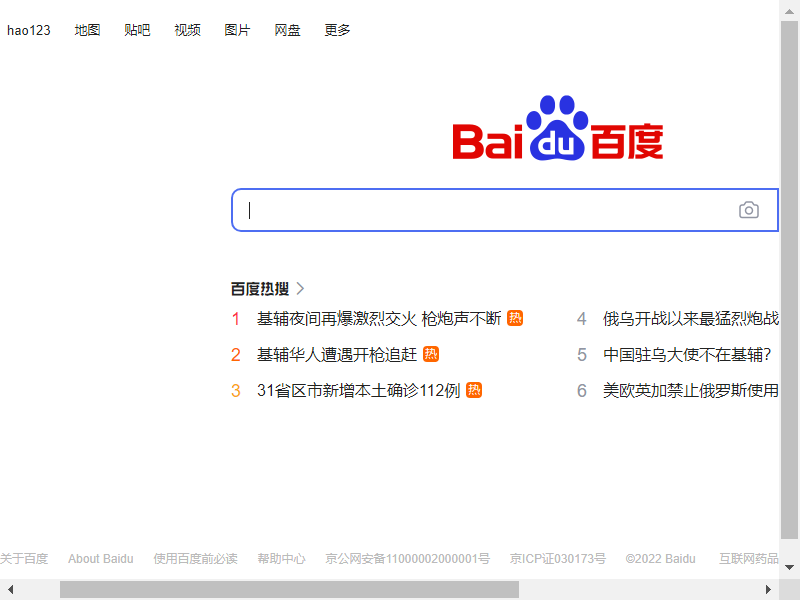 hao123 地图 贴吧 视频 图片 网盘 更多
Bai du 百度
百度热搜
1 基辅夜间再爆激烈交火 枪炮声不断 热
4 俄乌开战以来最猛烈炮战
2 基辅华人遭遇开枪追赶 热
5 中国驻乌大使不在基辅?
3 31省区市新增本土确诊112例 热
6 美欧英加禁止俄罗斯使用
关于百度 About Baidu 使用百度前必读 帮助中心 京公网安备11000002000001号 京ICP证030173号 ©2022 Baidu 互联网药品